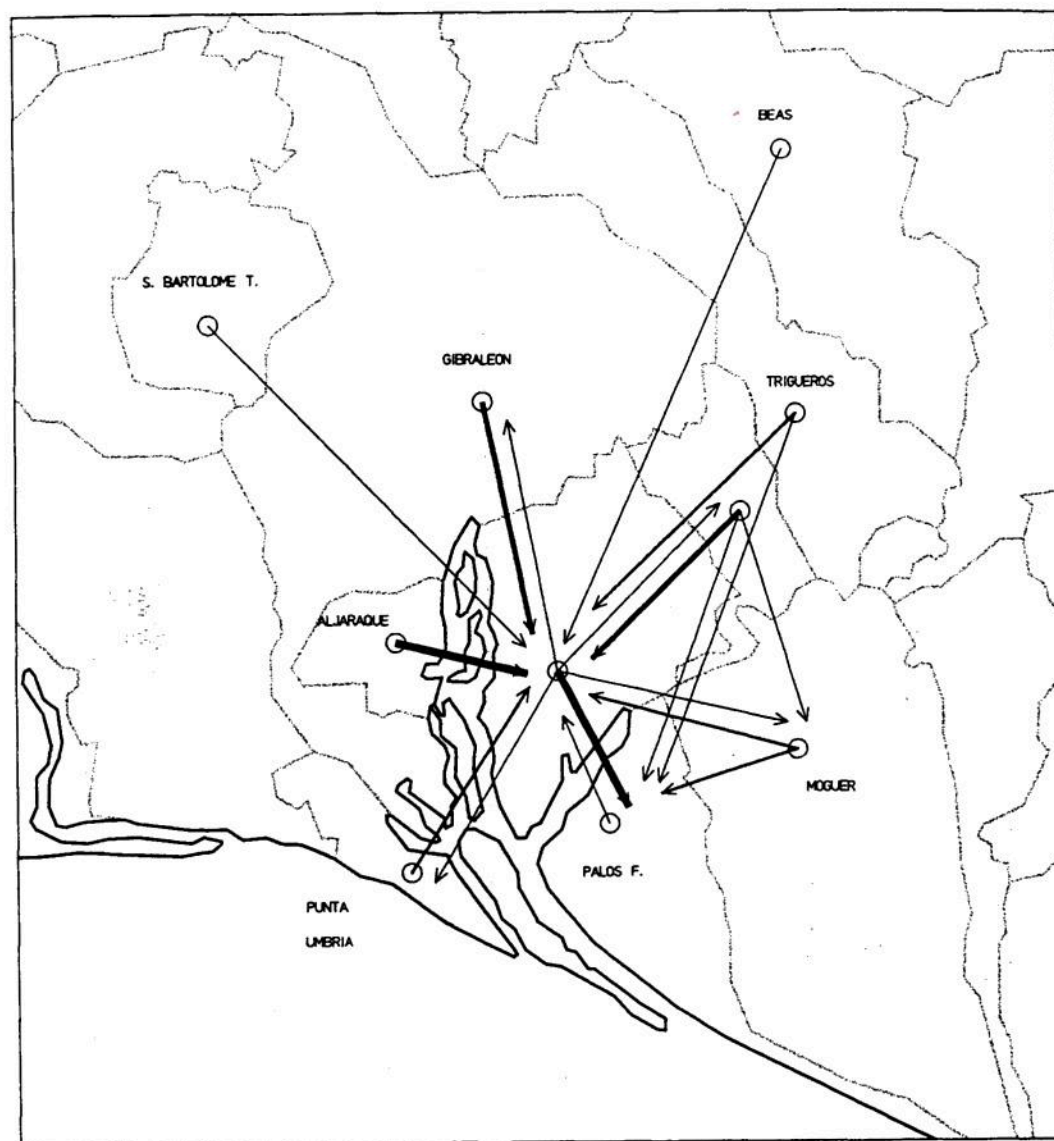 BEAS
S. BARTOLOME T.
GIBRALEON
TRIGUEROS
ALJARAQUE
MOGUER
PALOS F.
PUNTA
UMBRIA